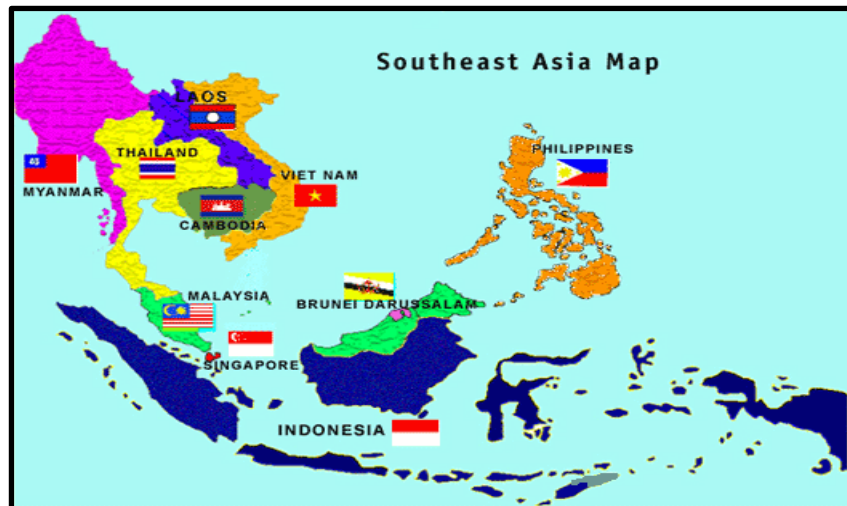 Southeast Asia Map
LAOS
THAILAND
PHILIPPINES
VIET NAM
MYANMAR
CAMBODIA
MALAYSIA
BRUNEI DARUSSALAM
SINGAPORE
INDONESIA